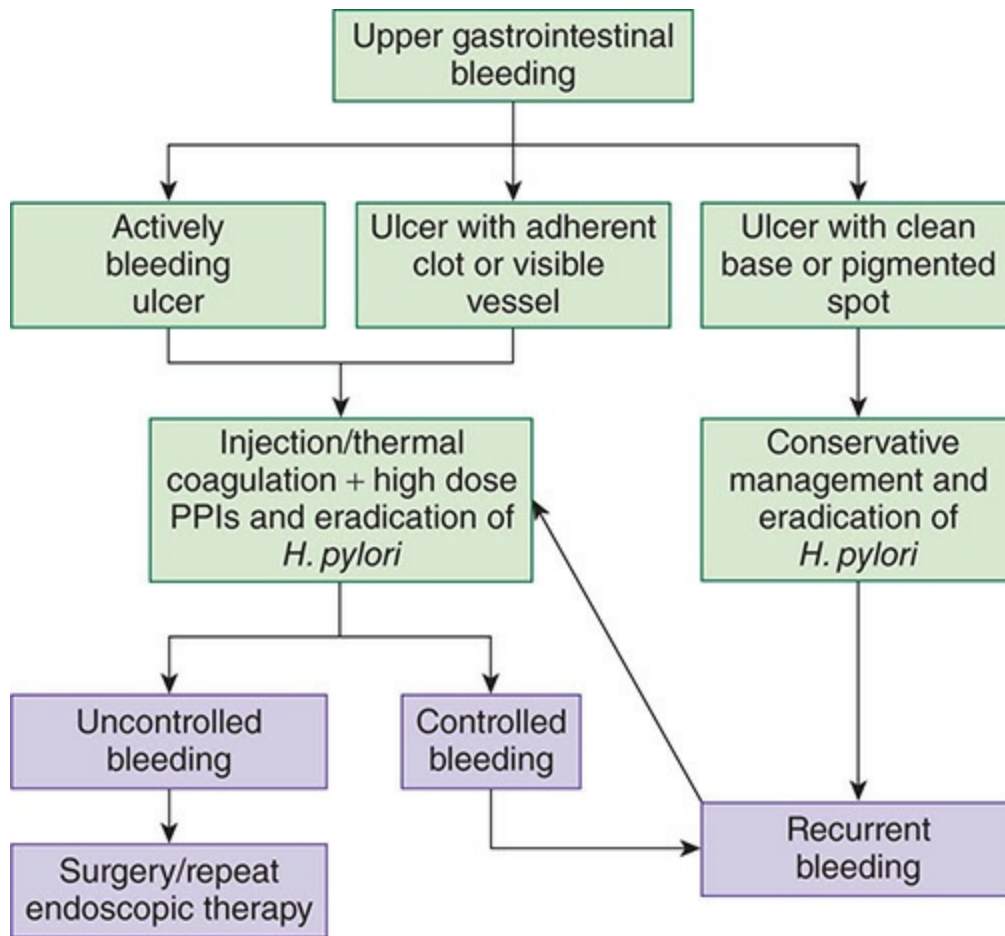 Upper gastrointestinal
bleeding
Actively
bleeding
ulcer
Ulcer with adherent
clot or visible
vessel
Ulcer with clean
base or pigmented
spot
Injection/thermal
coagulation + high dose
PPIs and eradication of
H. pylori
Conservative
management and
eradication of
H. pylori
Uncontrolled
bleeding
Controlled
bleeding
Recurrent
bleeding
Surgery/repeat
endoscopic therapy